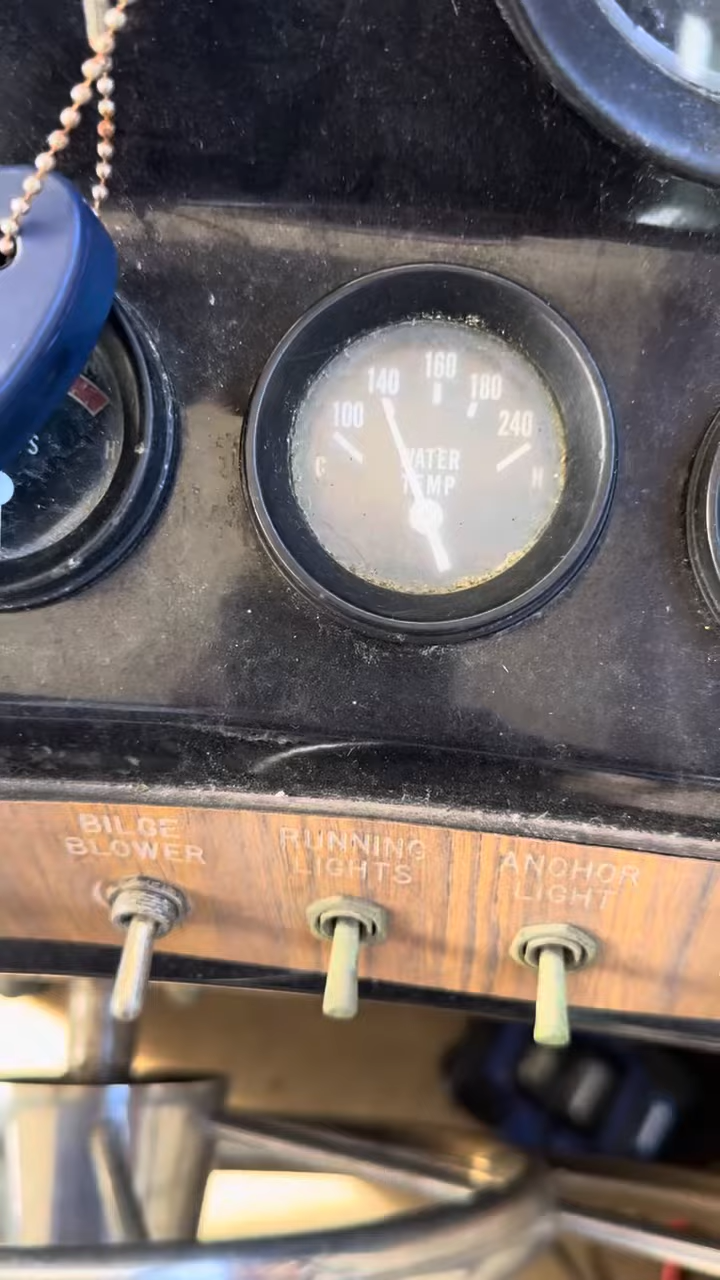 160
140
180
100
240
WATER
C
H
TEMP
S
H
BILGE
BLOWER
RUNNING
LIGHTS
ANCHOR
LIGHT